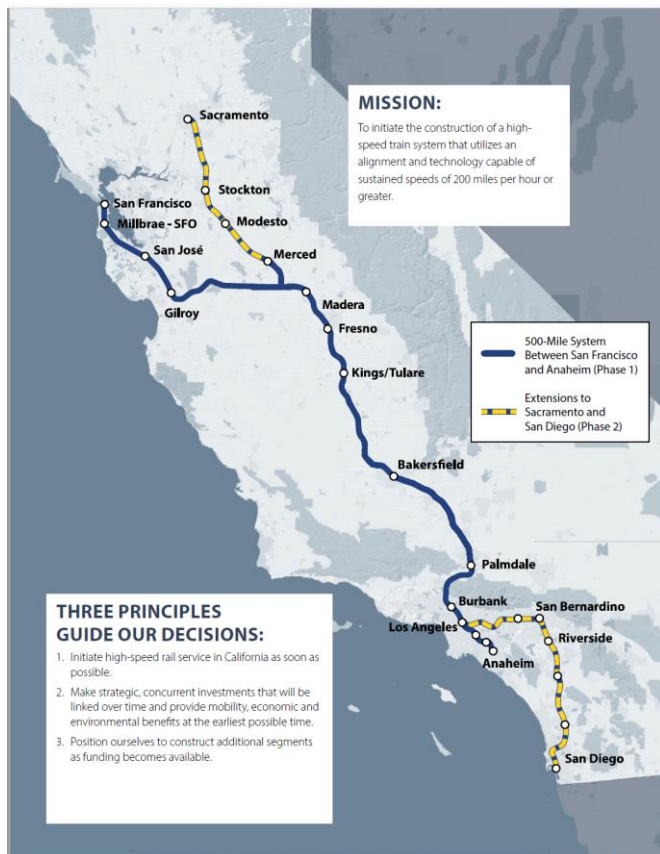 MISSION:
To initiate the construction of a high-
speed train system that utilizes an
alignment and technology capable of
sustained speeds of 200 miles per hour or
greater.
Sacramento
Stockton
San Francisco
Modesto
Millbrae - SFO
San José
Merced
Madera
Gilroy
Fresno
500-Mile System
Between San Francisco
and Anaheim (Phase 1)
Kings/Tulare
Extensions to
Sacramento and
San Diego (Phase 2)
Bakersfield
Palmdale
Burbank
San Bernardino
Los Angeles
Riverside
Anaheim
San Diego
THREE PRINCIPLES
GUIDE OUR DECISIONS:
1. Initiate high-speed rail service in California as soon as
possible.
2. Make strategic, concurrent investments that will be
linked over time and provide mobility, economic and
environmental benefits at the earliest possible time.
3. Position ourselves to construct additional segments
as funding becomes available.